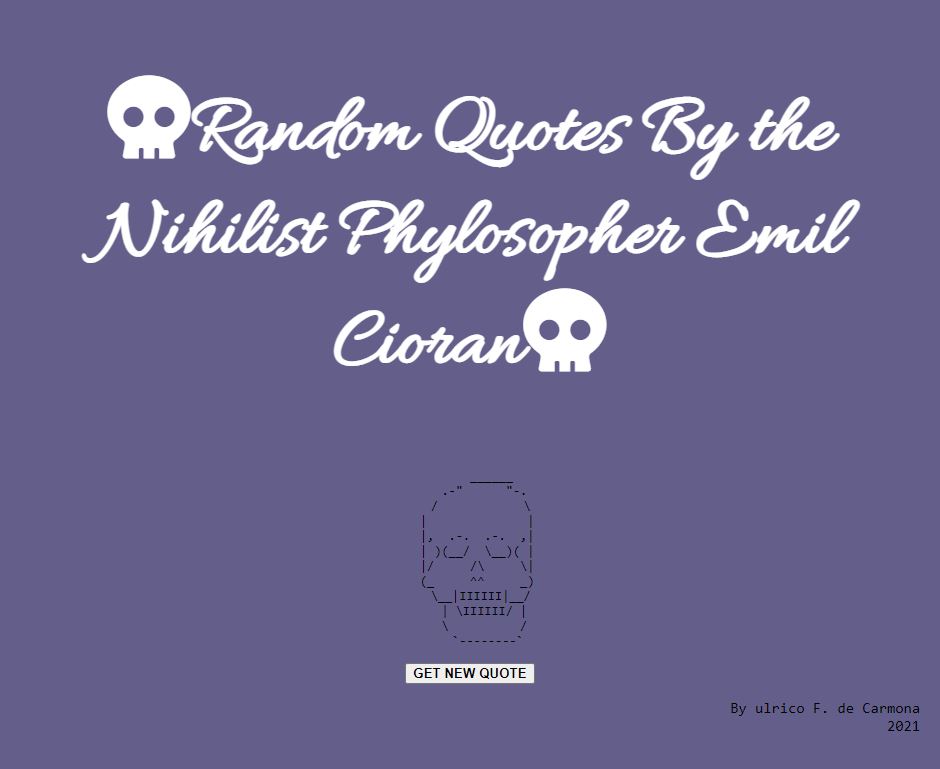 Random Quotes By the
Nihilist Phylosopher Emil
Cioran
GET NEW QUOTE
By ulrico F. de Carmona
2021